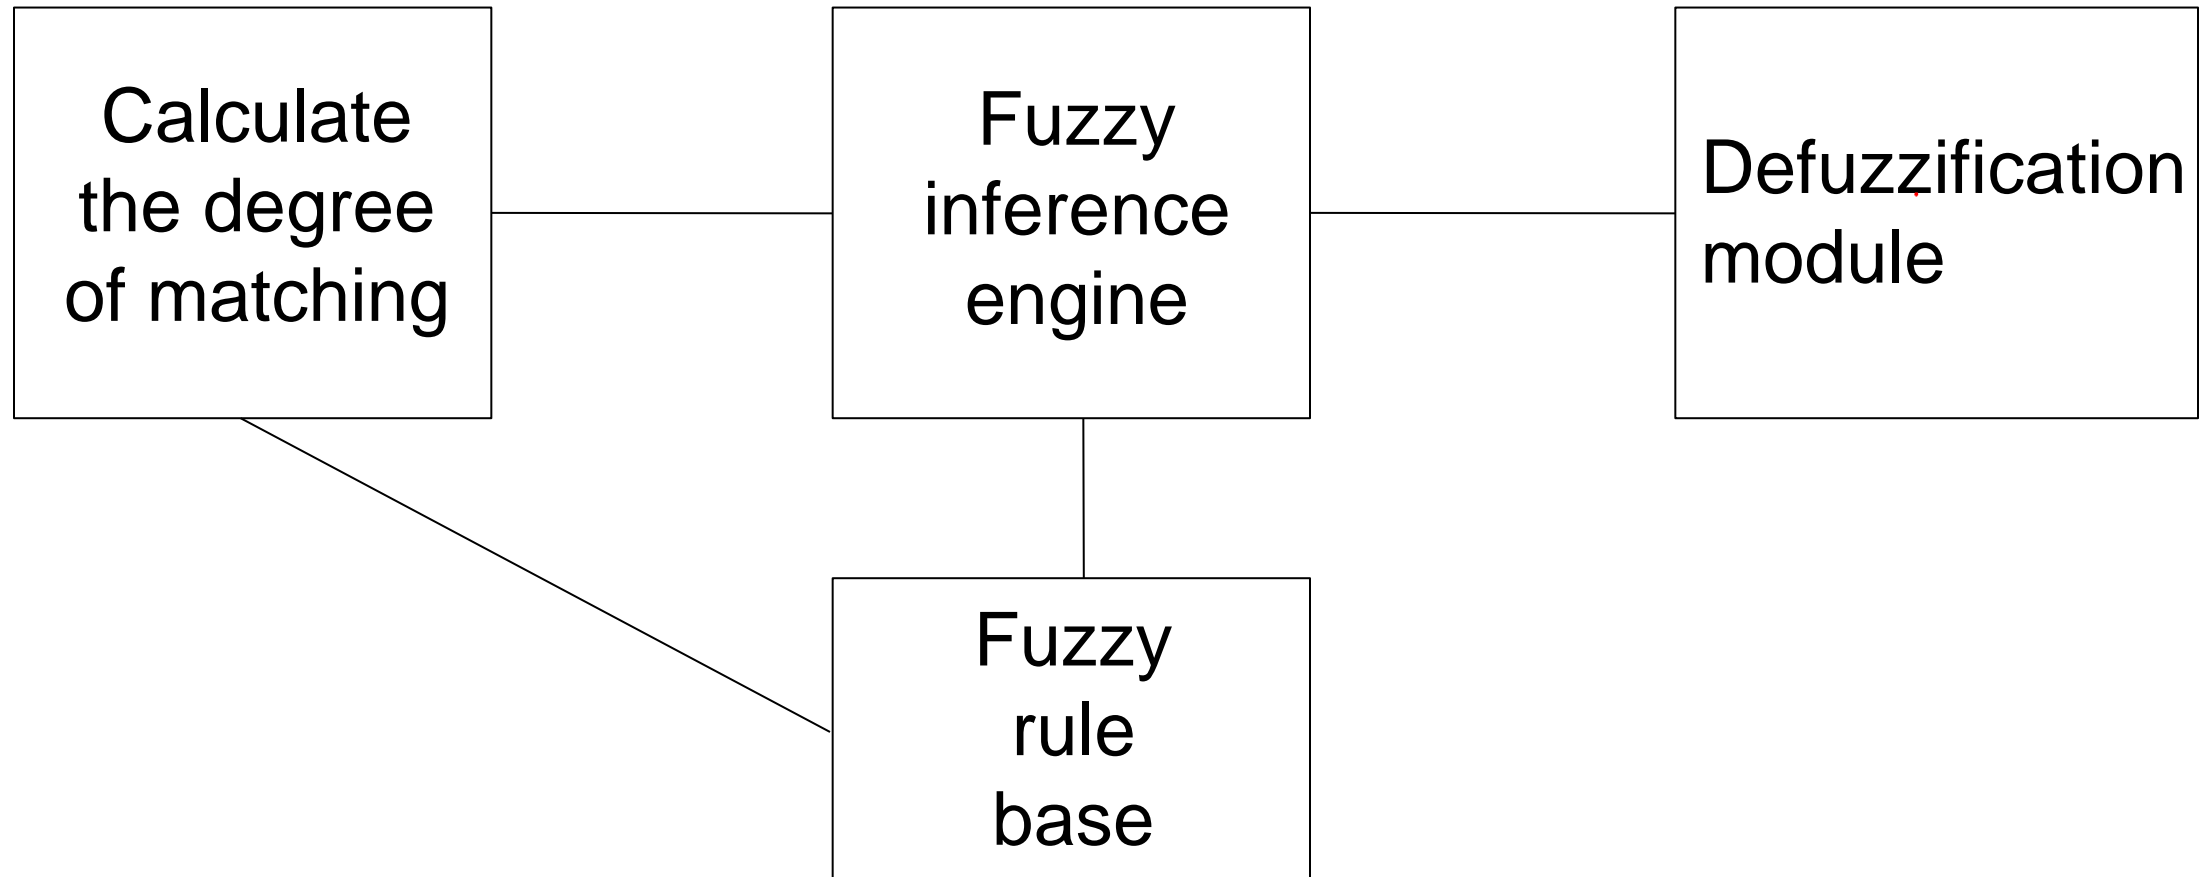 Calculate
the degree
of matching
Fuzzy
inference
engine
Defuzzification
module
Fuzzy
rule
base